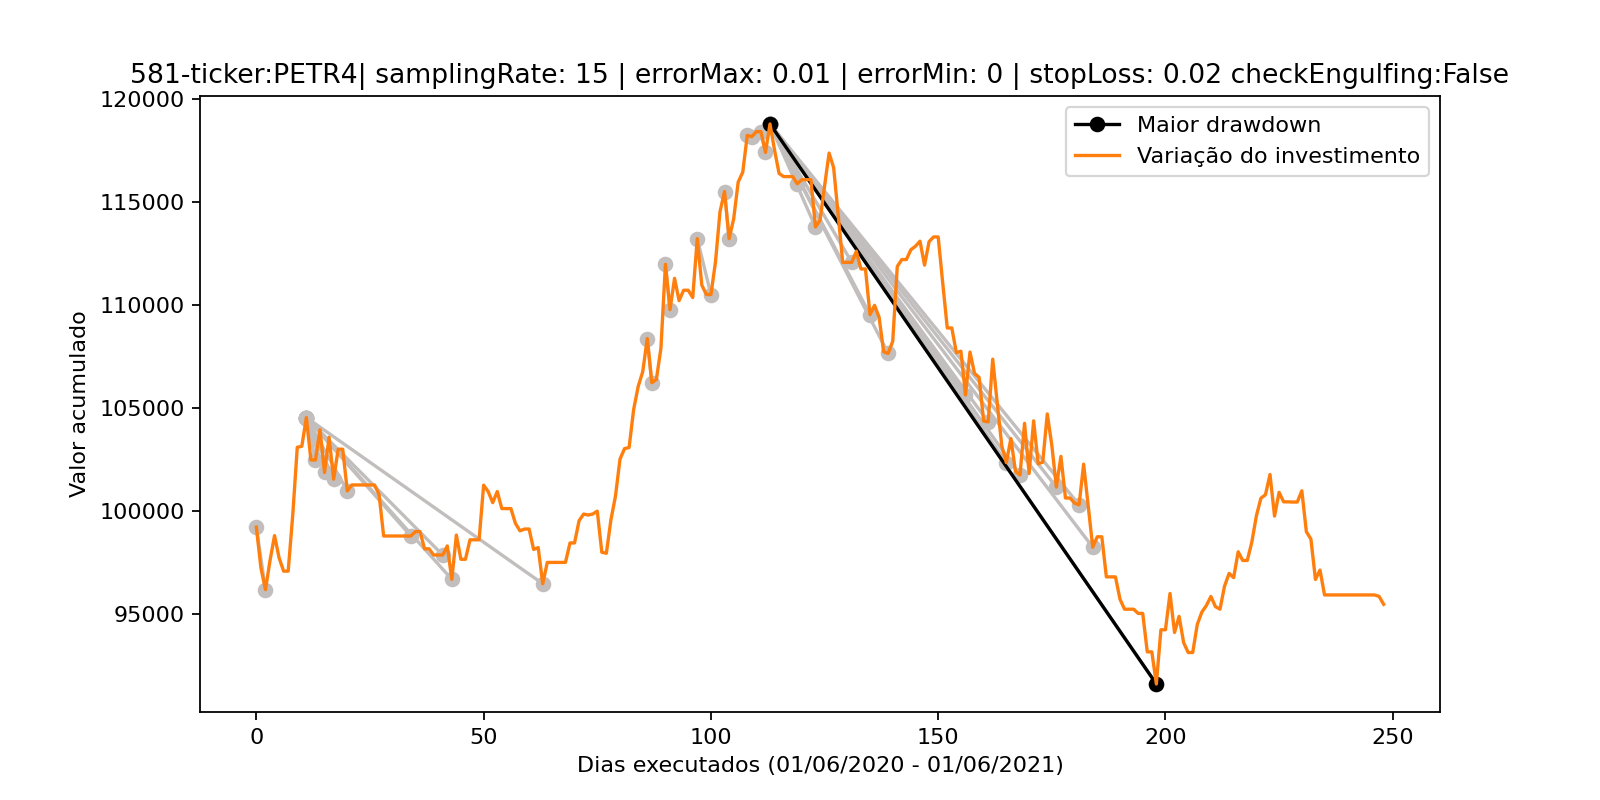 581-ticker:PETR4| samplingRate: 15 | errorMax: 0.01 | errorMin: 0 | stopLoss: 0.02 checkEngulfing:False
Maior drawdown
Variação do investimento
Valor acumulado
120000
115000
110000
105000
100000
95000
0 50 100 150 200 250
Dias executados (01/06/2020 - 01/06/2021)